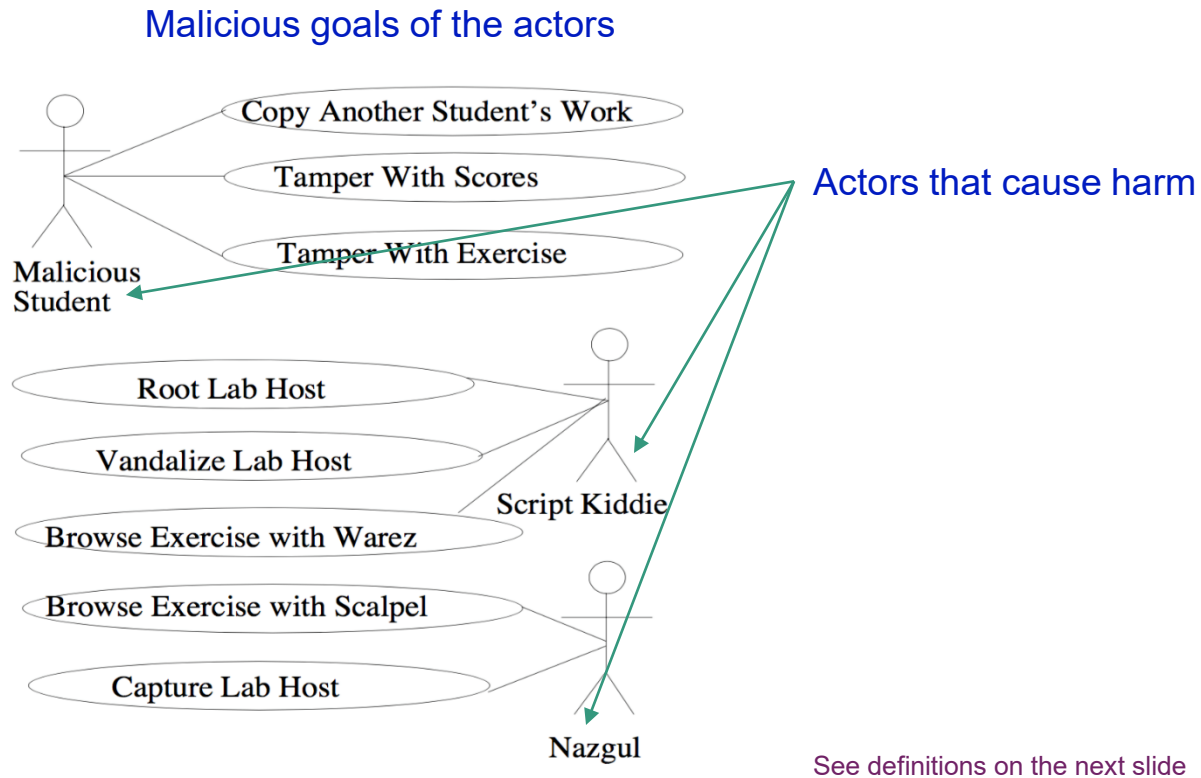 Malicious goals of the actors
Copy Another Student's Work
Tamper With Scores
Actors that cause harm
Tamper With Exercise
Malicious
Student
Root Lab Host
Vandalize Lab Host
Script Kiddie
Browse Exercise with Warez
Browse Exercise with Scalpel
Capture Lab Host
Nazgul
See definitions on the next slide